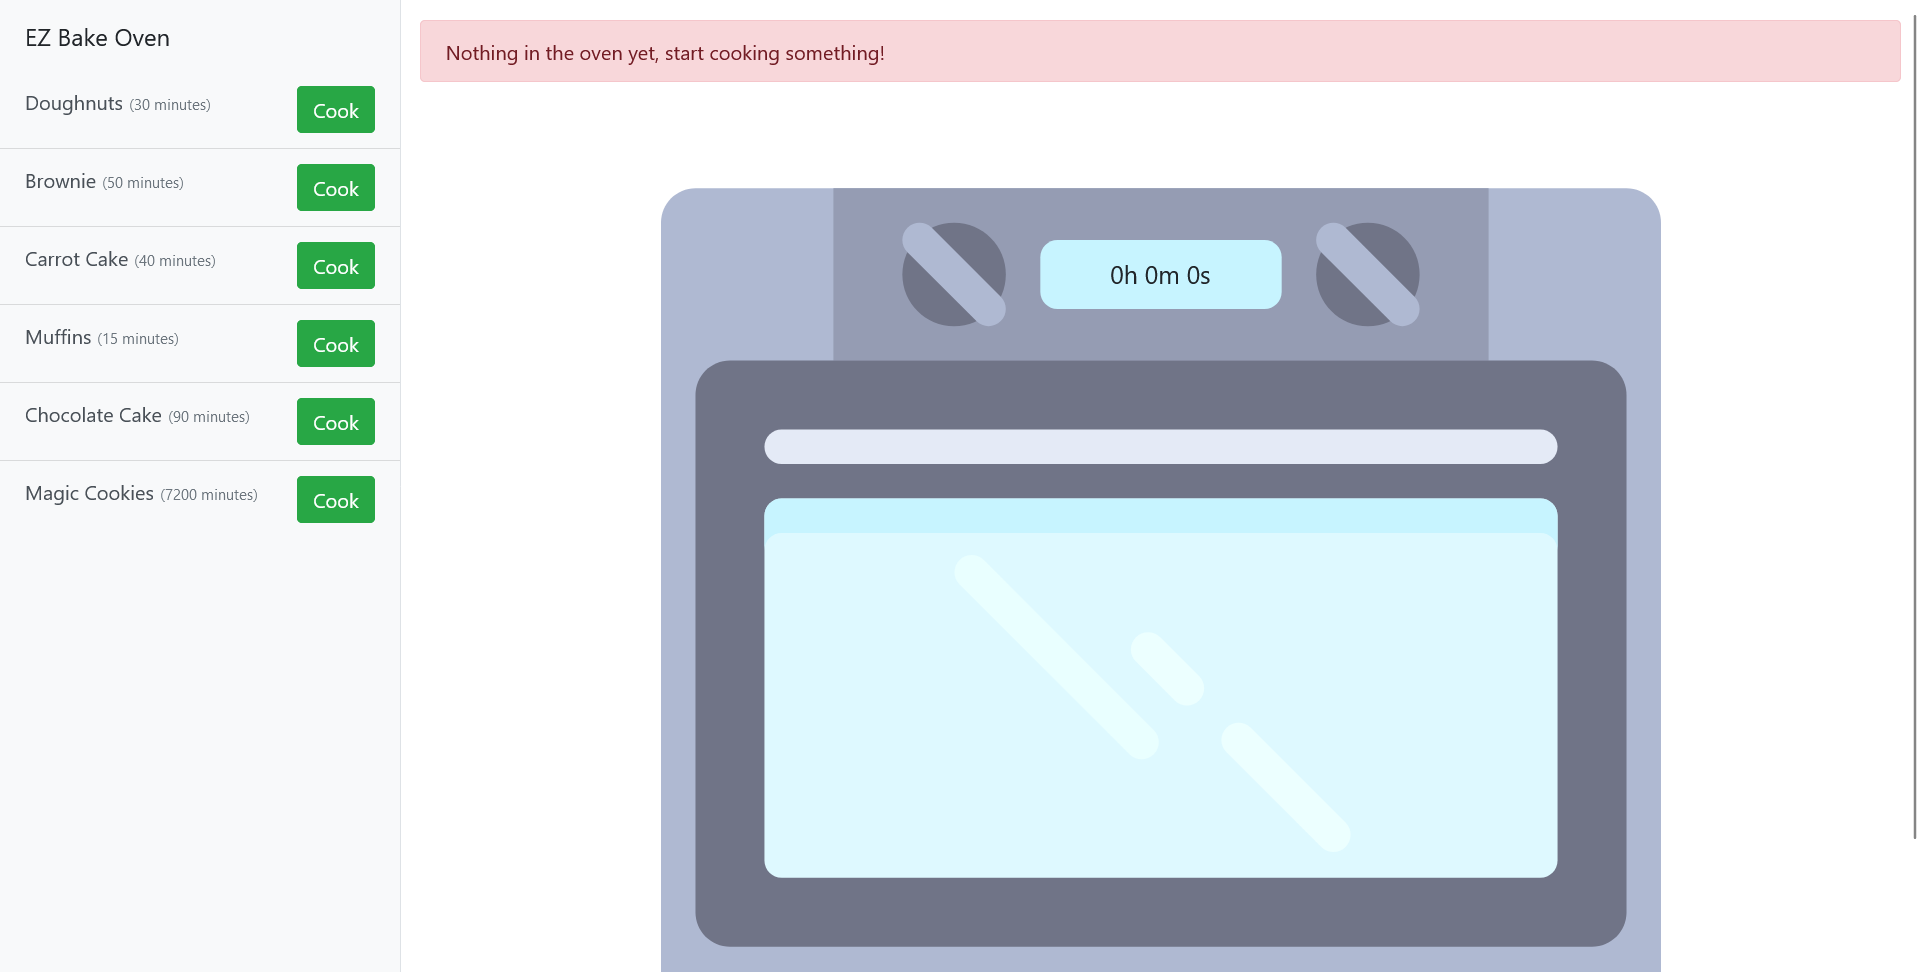 EZ Bake Oven
Doughnuts (30 minutes)
Cook
Brownie (50 minutes)
Cook
Carrot Cake (40 minutes)
Cook
Muffins (15 minutes)
Cook
Chocolate Cake (90 minutes)
Cook
Magic Cookies (7200 minutes)
Cook
Nothing in the oven yet, start cooking something!
0h 0m 0s